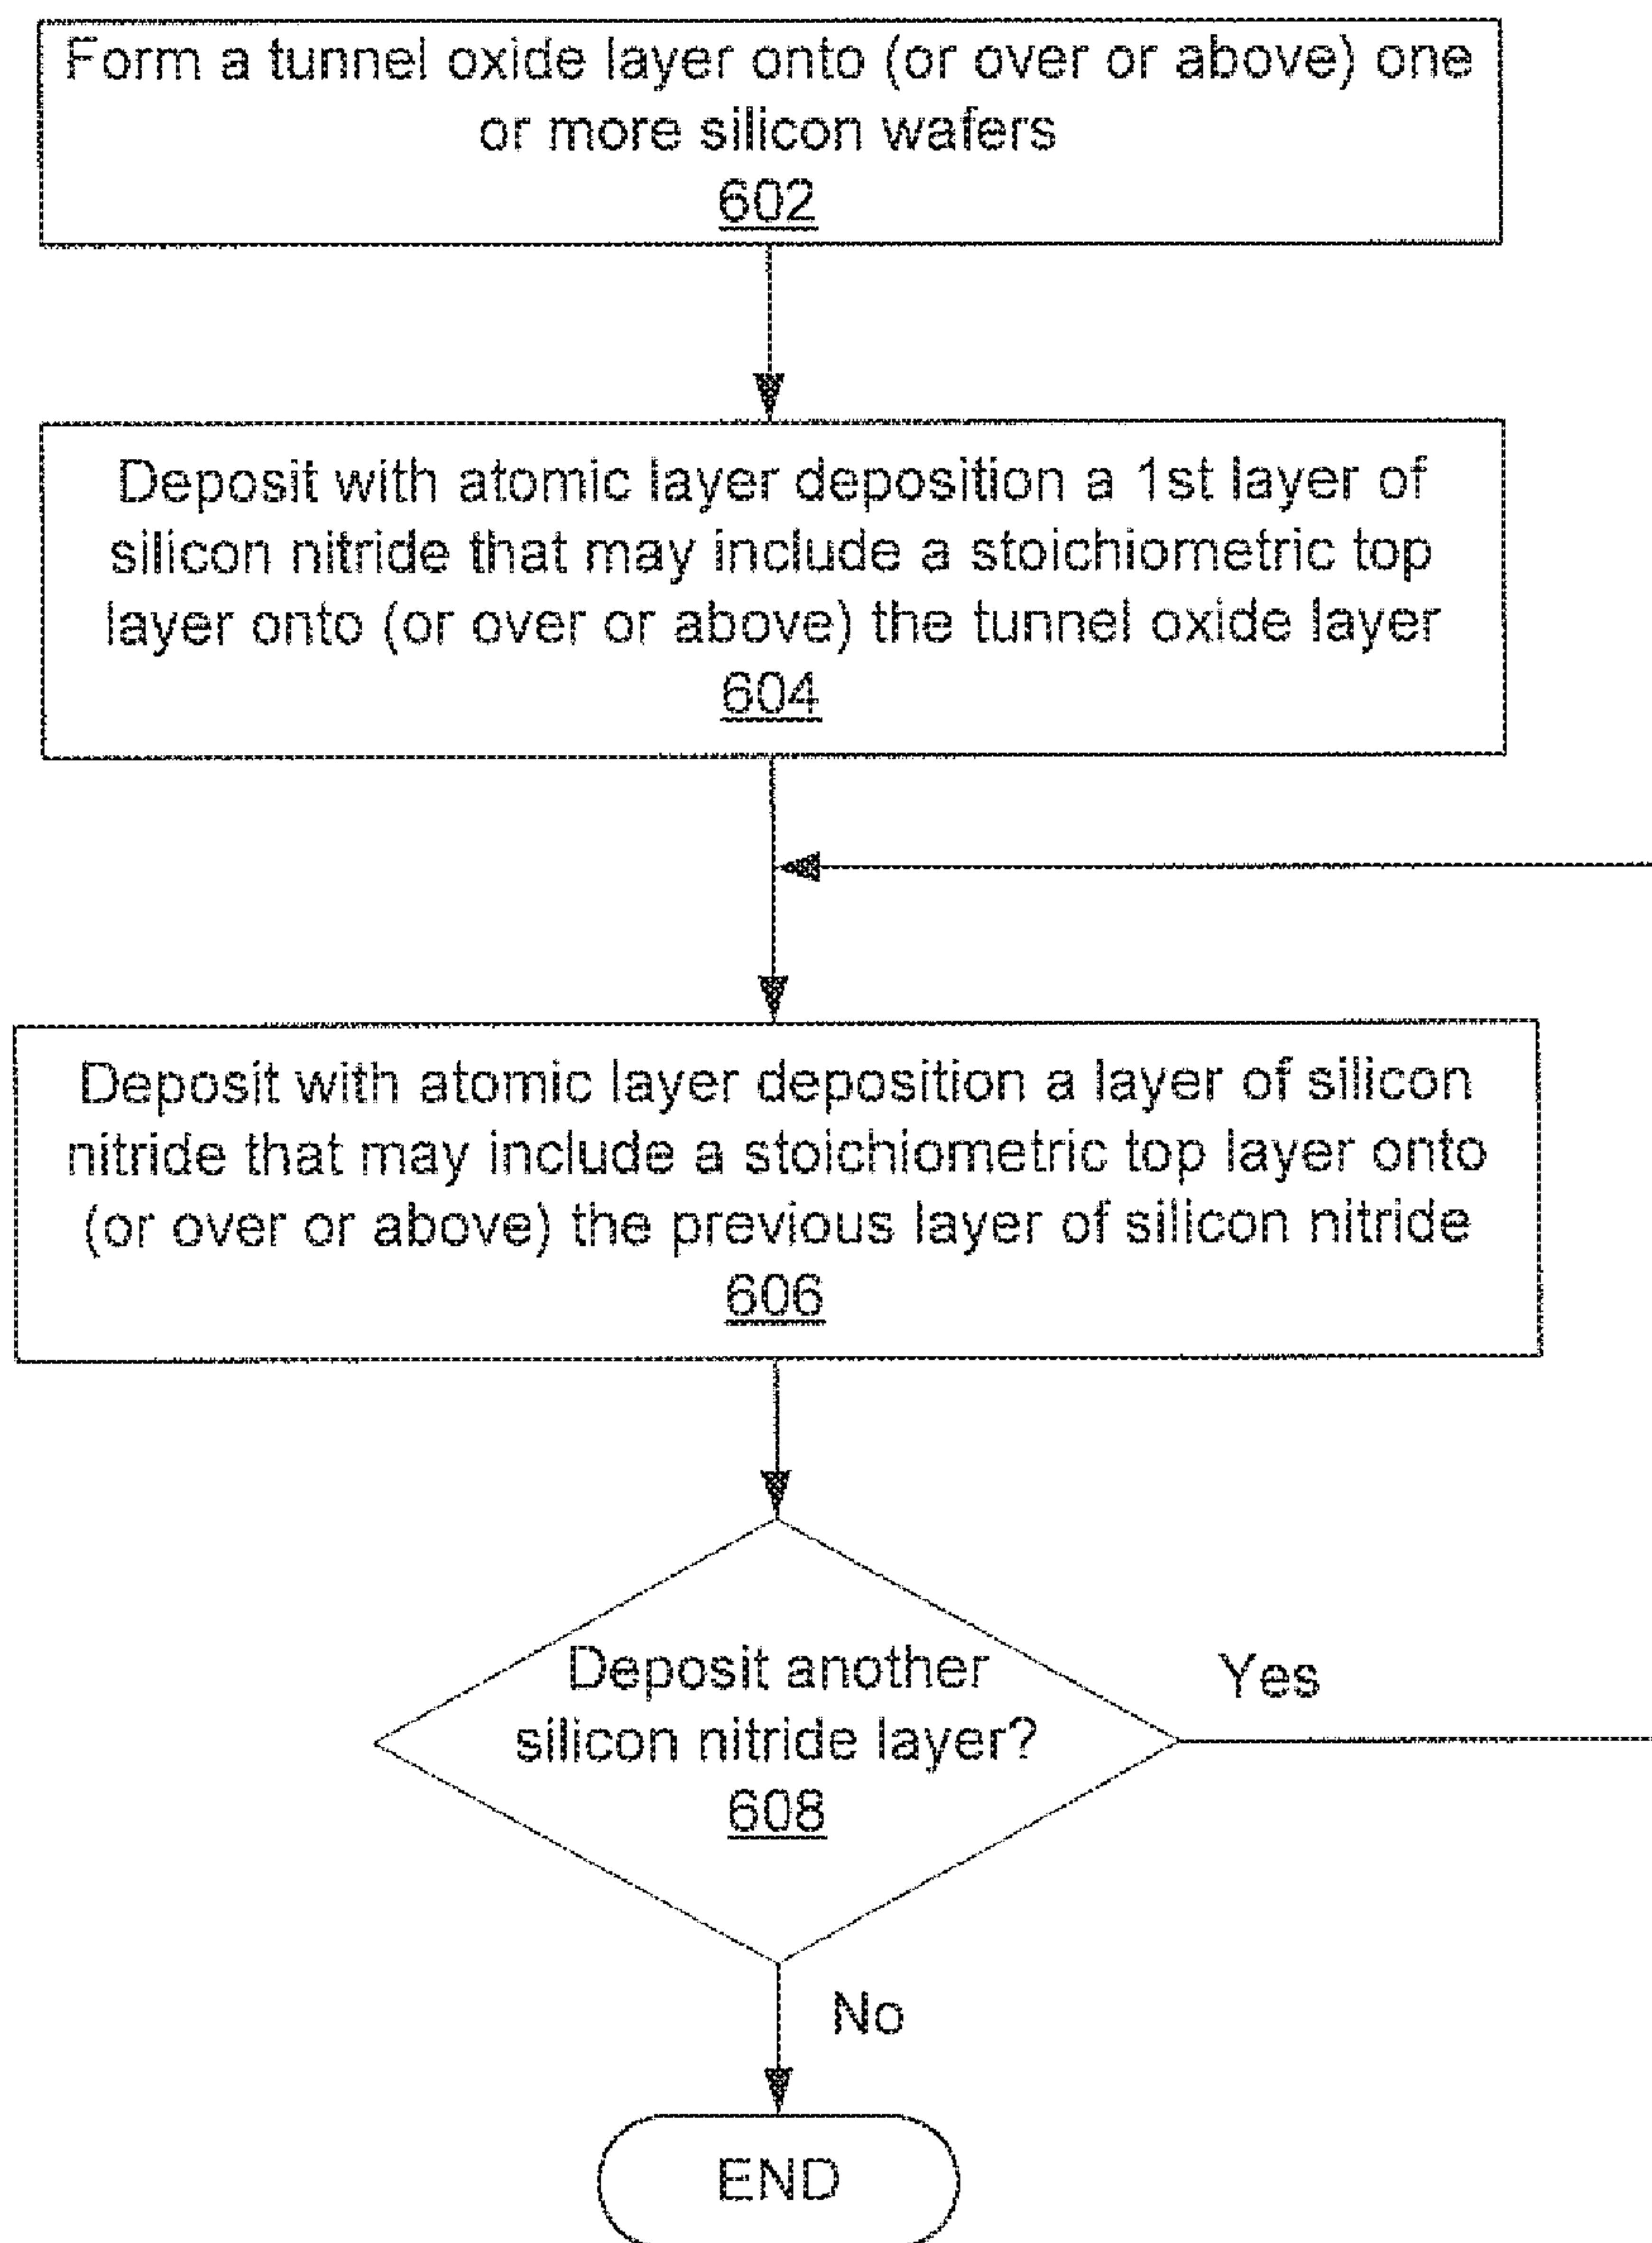 Form a tunnel oxide layer onto (or over or above) one
or more silicon wafers
602
Deposit with atomic layer deposition a 1st layer of
silicon nitride that may include a stoichiometric top
layer onto (or over or above) the tunnel oxide layer
604
Deposit with atomic layer deposition a layer of silicon
nitride that may include a stoichiometric top layer onto
(or over or above) the previous layer of silicon nitride
606
Deposit another
silicon nitride layer?
608
Yes
No
END